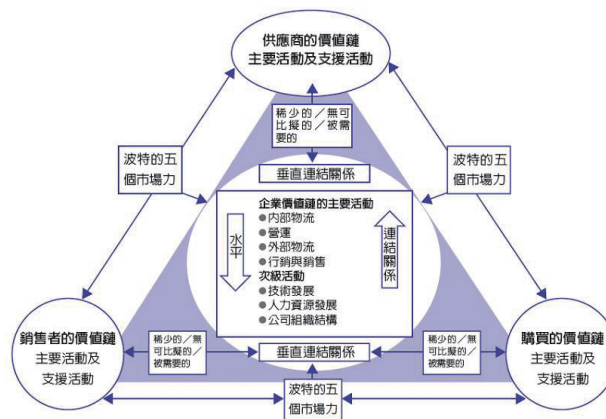 供應商的價值鏈
主要活動及支援活動
稀少的／無可
比擬的／被需
要的
波特的五
個市場力
波特的五
個市場力
垂直連結關係
企業價值鏈的主要活動
●內部物流
●營運
●外部物流
●行銷與銷售
次級活動
●技術發展
●人力資源發展
●公司組織結構
水平
連結關係
銷售者的價值鏈
主要活動及
支援活動
稀少的／無
可比擬的／
被需要的
垂直連結關係
稀少的／無
可比擬的／
被需要的
購買的價值鏈
主要活動及
支援活動
波特的五
個市場力